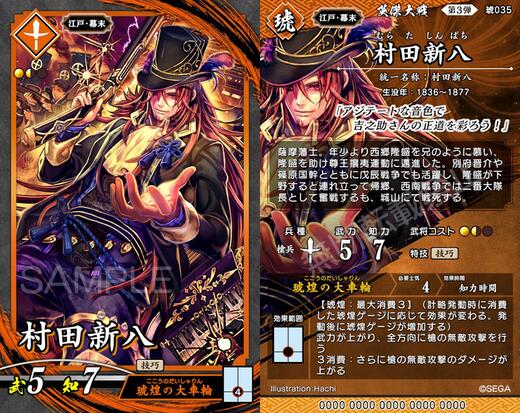 江戸・幕末
SAMPLE
村田新八
技巧
武5 知7
ここうのだいしゃりん
琥煌の大車輪
4
琥
江戸・幕末
英傑大戦
第3弾
琥035
むらた しんぱち
村田新八
統一名称：村田新八
生没年：1836～1877
『アジテートな音色で
吉之助さんの正道を彩ろう！』
薩摩藩士。年少より西郷隆盛を兄のように慕い、
隆盛を助け尊王攘夷運動に邁進した。別府晋介や
篠原国幹とともに戊辰戦争でも活躍し、隆盛が下
野すると連れ立って帰郷。西南戦争では二番大隊
長として奮戦するも、城山にて戦死する。
兵種 武力 知力 武将コスト
槍兵 5 7 特技 技巧
ここうのだいしゃりん 必要士気 効果時間
琥煌の大車輪 4 知力時間
効果範囲
【琥煌：最大消費３】（計略発動時に消費
した琥煌ゲージに応じて効果が変わる。発
動後に琥煌ゲージが増加する）
武力が上がり、全方向に槍の無敵攻撃を行
う
３消費：さらに槍の無敵攻撃のダメージが
上がる
Illustration:Hachi
©SEGA
0000 0000 0000 0000 0000